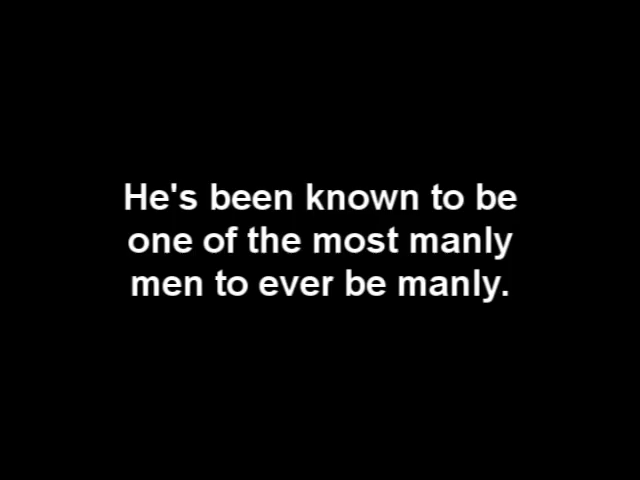 He's been known to be
one of the most manly
men to ever be manly.